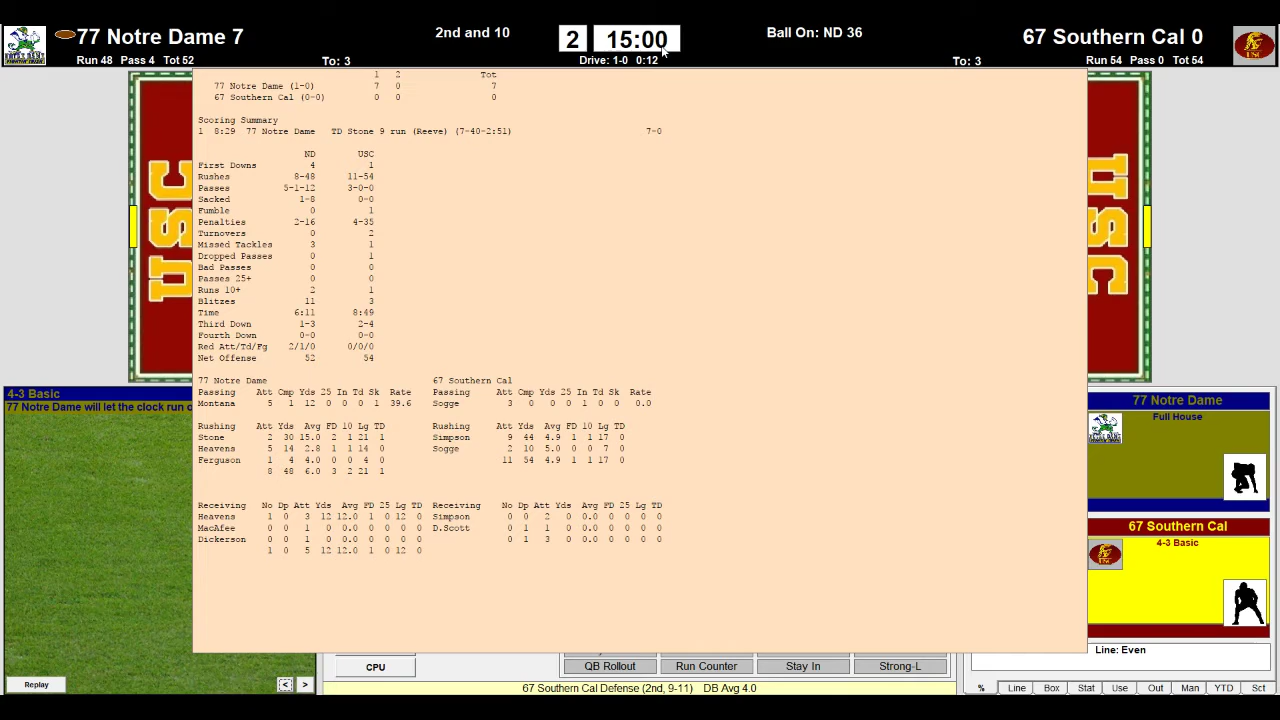 77 Notre Dame 7
2nd and 10
2
15:00
Ball On: ND 36
67 Southern Cal 0
Run 48 Pass 4 Tot 52
To: 3
Drive: 1-0 0:12
To: 3
Run 54 Pass 0 Tot 54
1 2 Tot
77 Notre Dame (1-0) 7 0 7
67 Southern Cal (0-0) 0 0 0
Scoring Summary
1 8:29 77 Notre Dame TD Stone 9 run (Reeve) (7-40-2:51) 7-0
ND USC
First Downs 4 1
Rushes 8-48 11-54
Passes 5-1-12 3-0-0
Sacked 1-8 0-0
Fumble 0 1
Penalties 2-16 4-35
Turnovers 0 2
Missed Tackles 3 1
Dropped Passes 0 1
Bad Passes 0 0
Passes 25+ 0 0
Runs 10+ 2 1
Blitzes 11 3
Time 6:11 8:49
Third Down 1-3 2-4
Fourth Down 0-0 0-0
Red Att/Td/Fg 2/1/0 0/0/0
Net Offense 52 54
77 Notre Dame 67 Southern Cal
Passing Att Cmp Yds 25 In Td Sk Rate Passing Att Cmp Yds 25 In Td Sk Rate
Montana 5 1 12 0 0 0 1 39.6 Sogge 3 0 0 0 1 0 0 0.0
Rushing Att Yds Avg FD 10 Lg TD Rushing Att Yds Avg FD 10 Lg TD
Stone 2 30 15.0 2 1 21 1 Simpson 9 44 4.9 1 1 17 0
Heavens 5 14 2.8 1 1 14 0 Sogge 2 10 5.0 0 0 7 0
Ferguson 1 4 4.0 0 0 4 0 11 54 4.9 1 1 17 0
8 48 6.0 3 2 21 1
Receiving No Dp Att Yds Avg FD 25 Lg TD Receiving No Dp Att Yds Avg FD 25 Lg TD
Heavens 1 0 3 12 12.0 1 0 12 0 Simpson 0 0 2 0 0.0 0 0 0 0
MacAfee 0 0 1 0 0.0 0 0 0 0 D.Scott 0 1 1 0 0.0 0 0 0 0
Dickerson 0 0 1 0 0.0 0 0 0 0 1 3 0 0.0 0 0 0 0
1 0 5 12 12.0 1 0 12 0
USC
USC
4-3 Basic
77 Notre Dame will let the clock run o
77 Notre Dame
Full House
67 Southern Cal
4-3 Basic
Line: Even
CPU
QB Rollout
Run Counter
Stay In
Strong-L
Replay
<
>
67 Southern Cal Defense (2nd, 9-11) DB Avg 4.0
% Line Box Stat Use Out Man YTD Sct